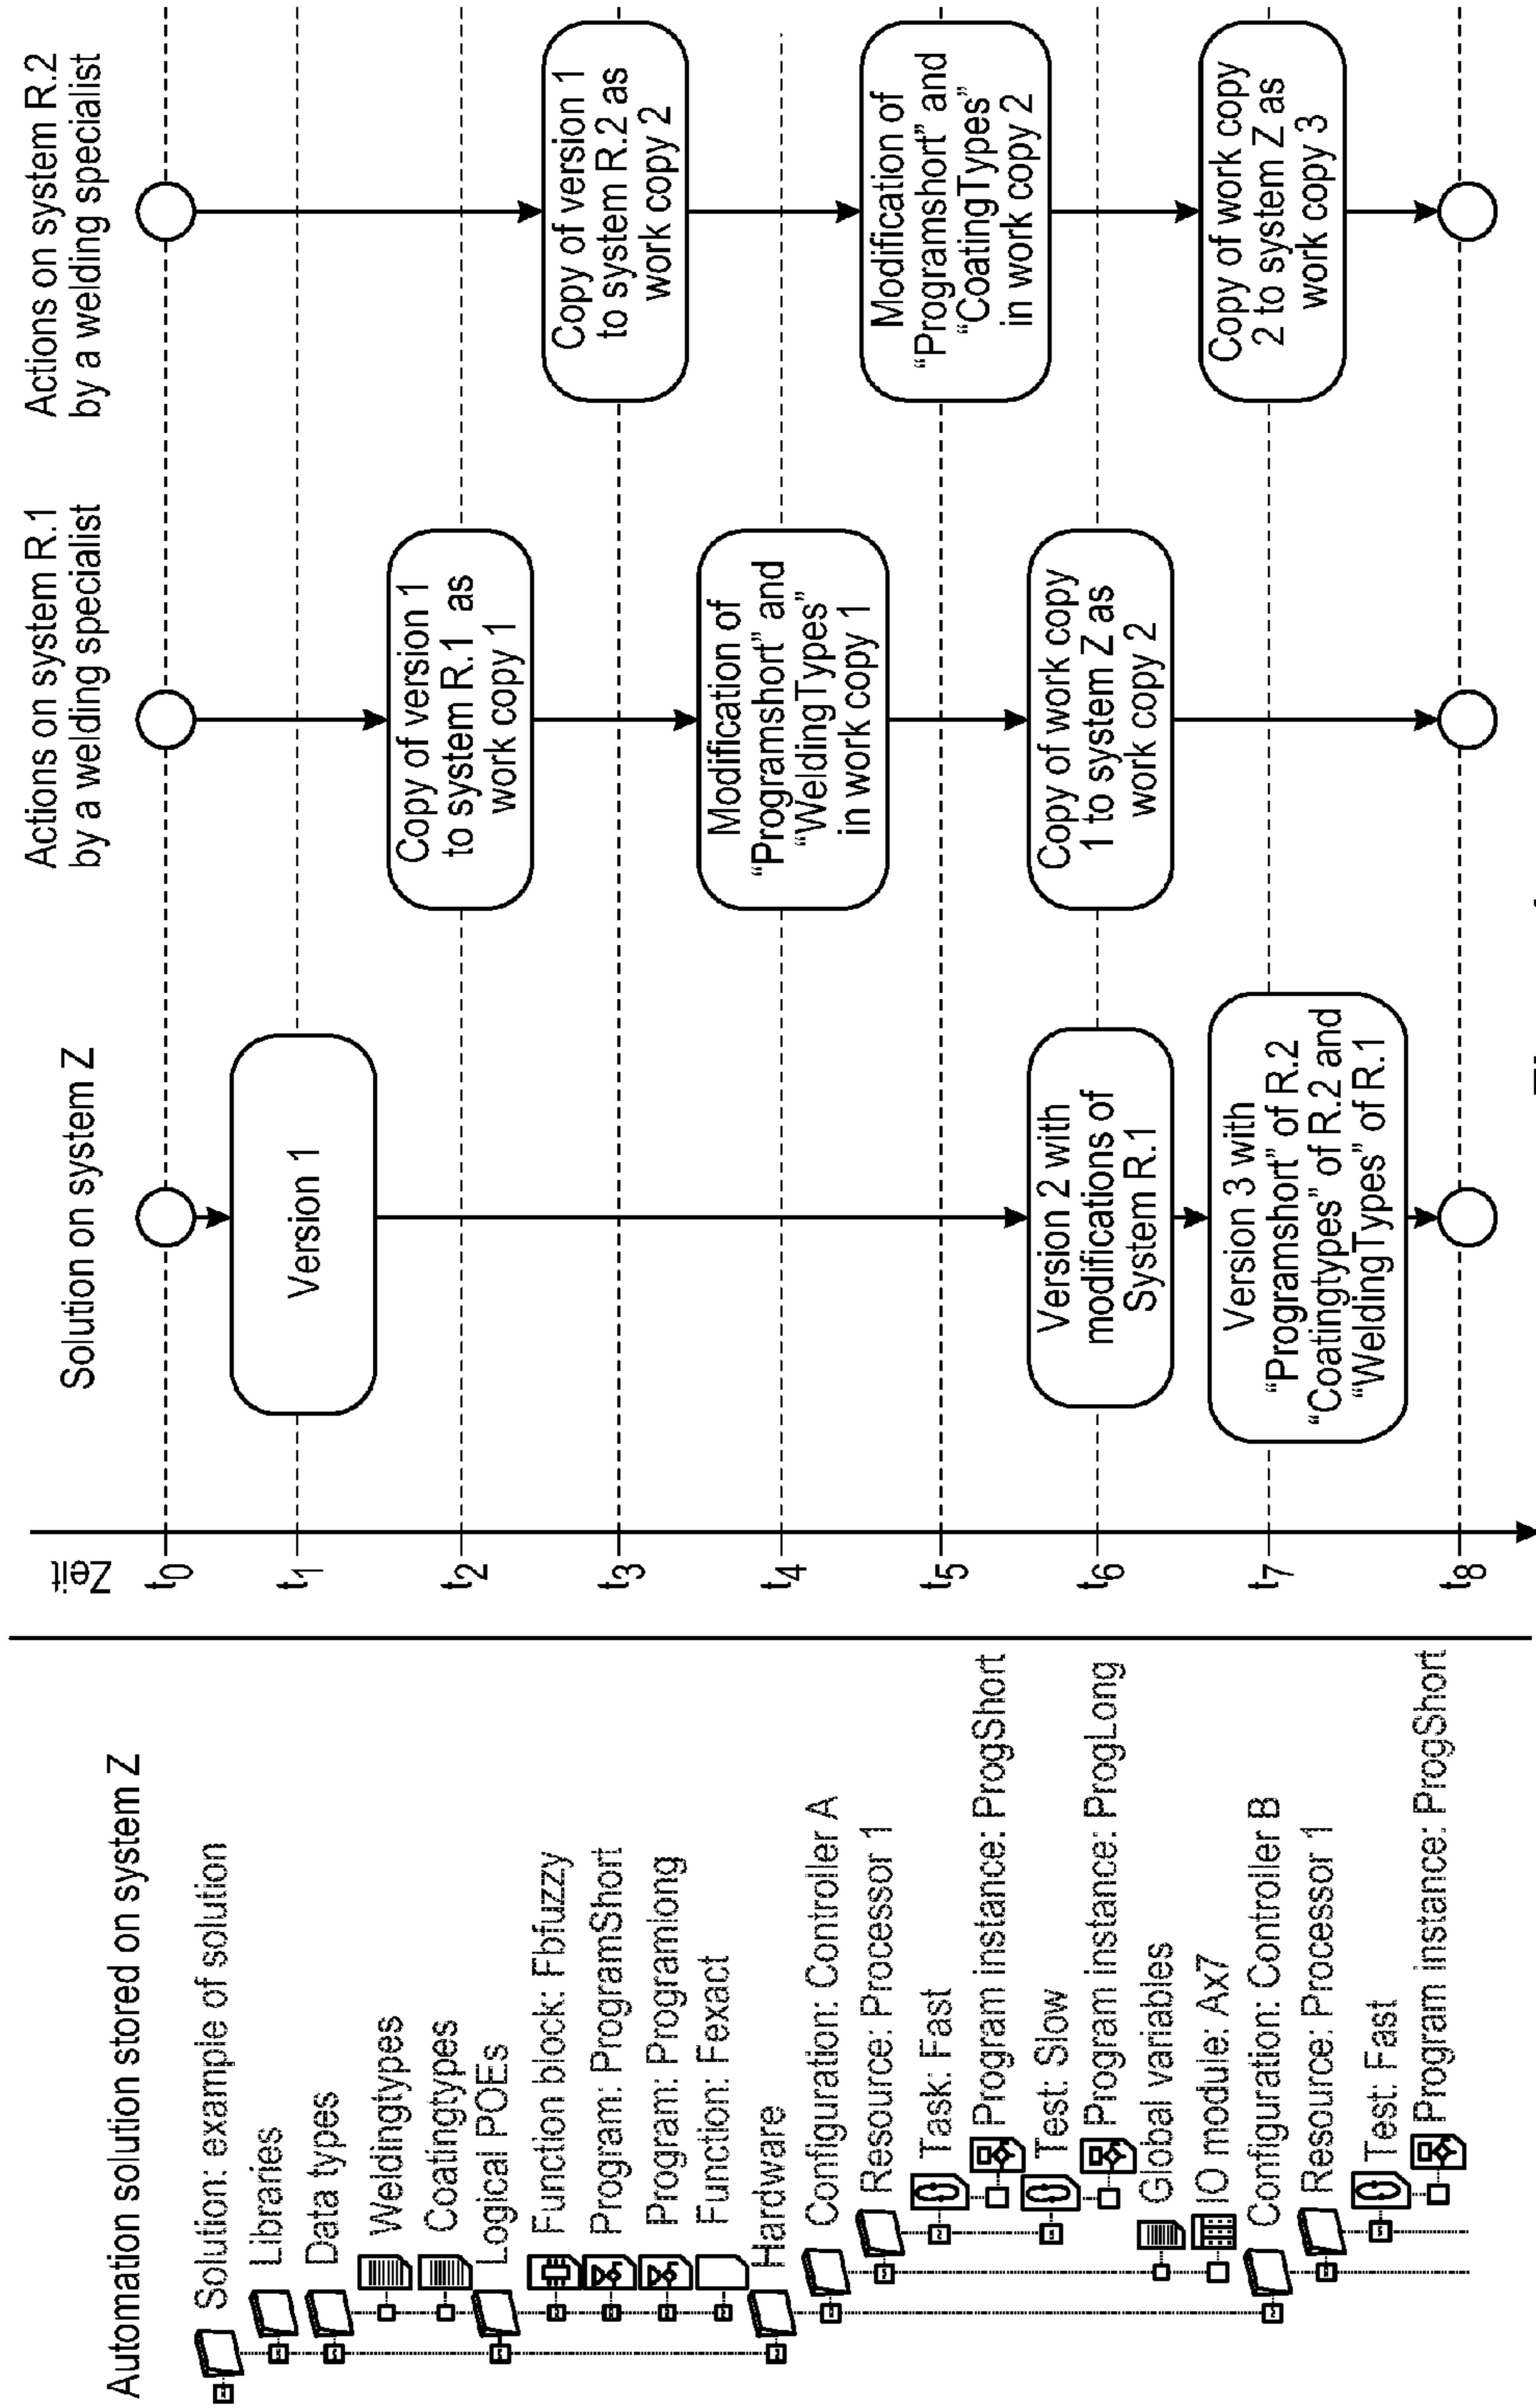 Automation solution stored on system Z
Solution: example of solution
Libraries
Data types
Weldingtypes
Coatingtypes
Logical POEs
Function block: Fbfuzzy
Program: ProgramShort
Program: Programlong
Function: Fexact
Hardware
Configuration: Controller A
Resource: Processor 1
Task: Fast
Program instance: ProgShort
Test: Slow
Program instance: ProgLong
Global variables
IO module: Ax7
Configuration: Controller B
Resource: Processor 1
Test: Fast
Program instance: ProgShort
Zeit
t0
t1
t2
t3
t4
t5
t6
t7
t8
Solution on system Z
Version 1
Version 2 with
modifications of
System R.1
Version 3 with
“Programshort” of R.2
“Coatingtypes” of R.2 and
“WeldingTypes” of R.1
Actions on system R.1
by a welding specialist
Copy of version 1
to system R.1 as
work copy 1
Modification of
“Programshort” and
“WeldingTypes”
in work copy 1
Copy of work copy
1 to system Z as
work copy 2
Actions on system R.2
by a welding specialist
Copy of version 1
to system R.2 as
work copy 2
Modification of
“Programshort” and
“CoatingTypes”
in work copy 2
Copy of work copy
2 to system Z as
work copy 3